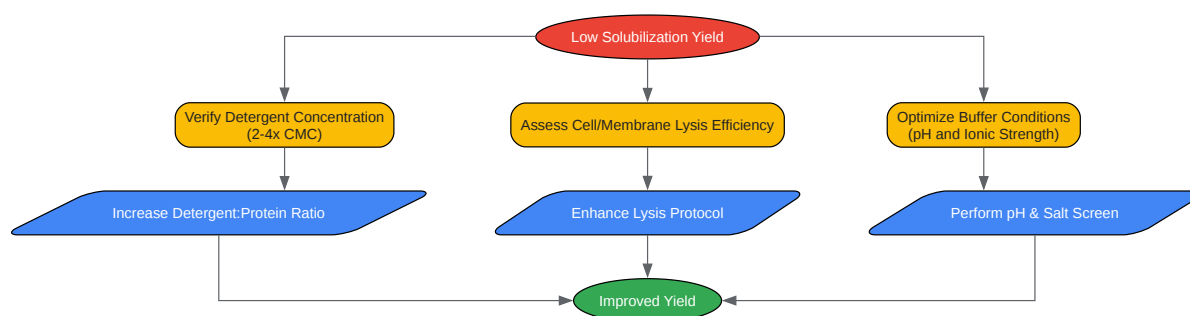 Low Solubilization Yield
Verify Detergent Concentration
(2-4x CMC)
Assess Cell/Membrane Lysis Efficiency
Optimize Buffer Conditions
(pH and Ionic Strength)
Increase Detergent:Protein Ratio
Enhance Lysis Protocol
Perform pH & Salt Screen
Improved Yield